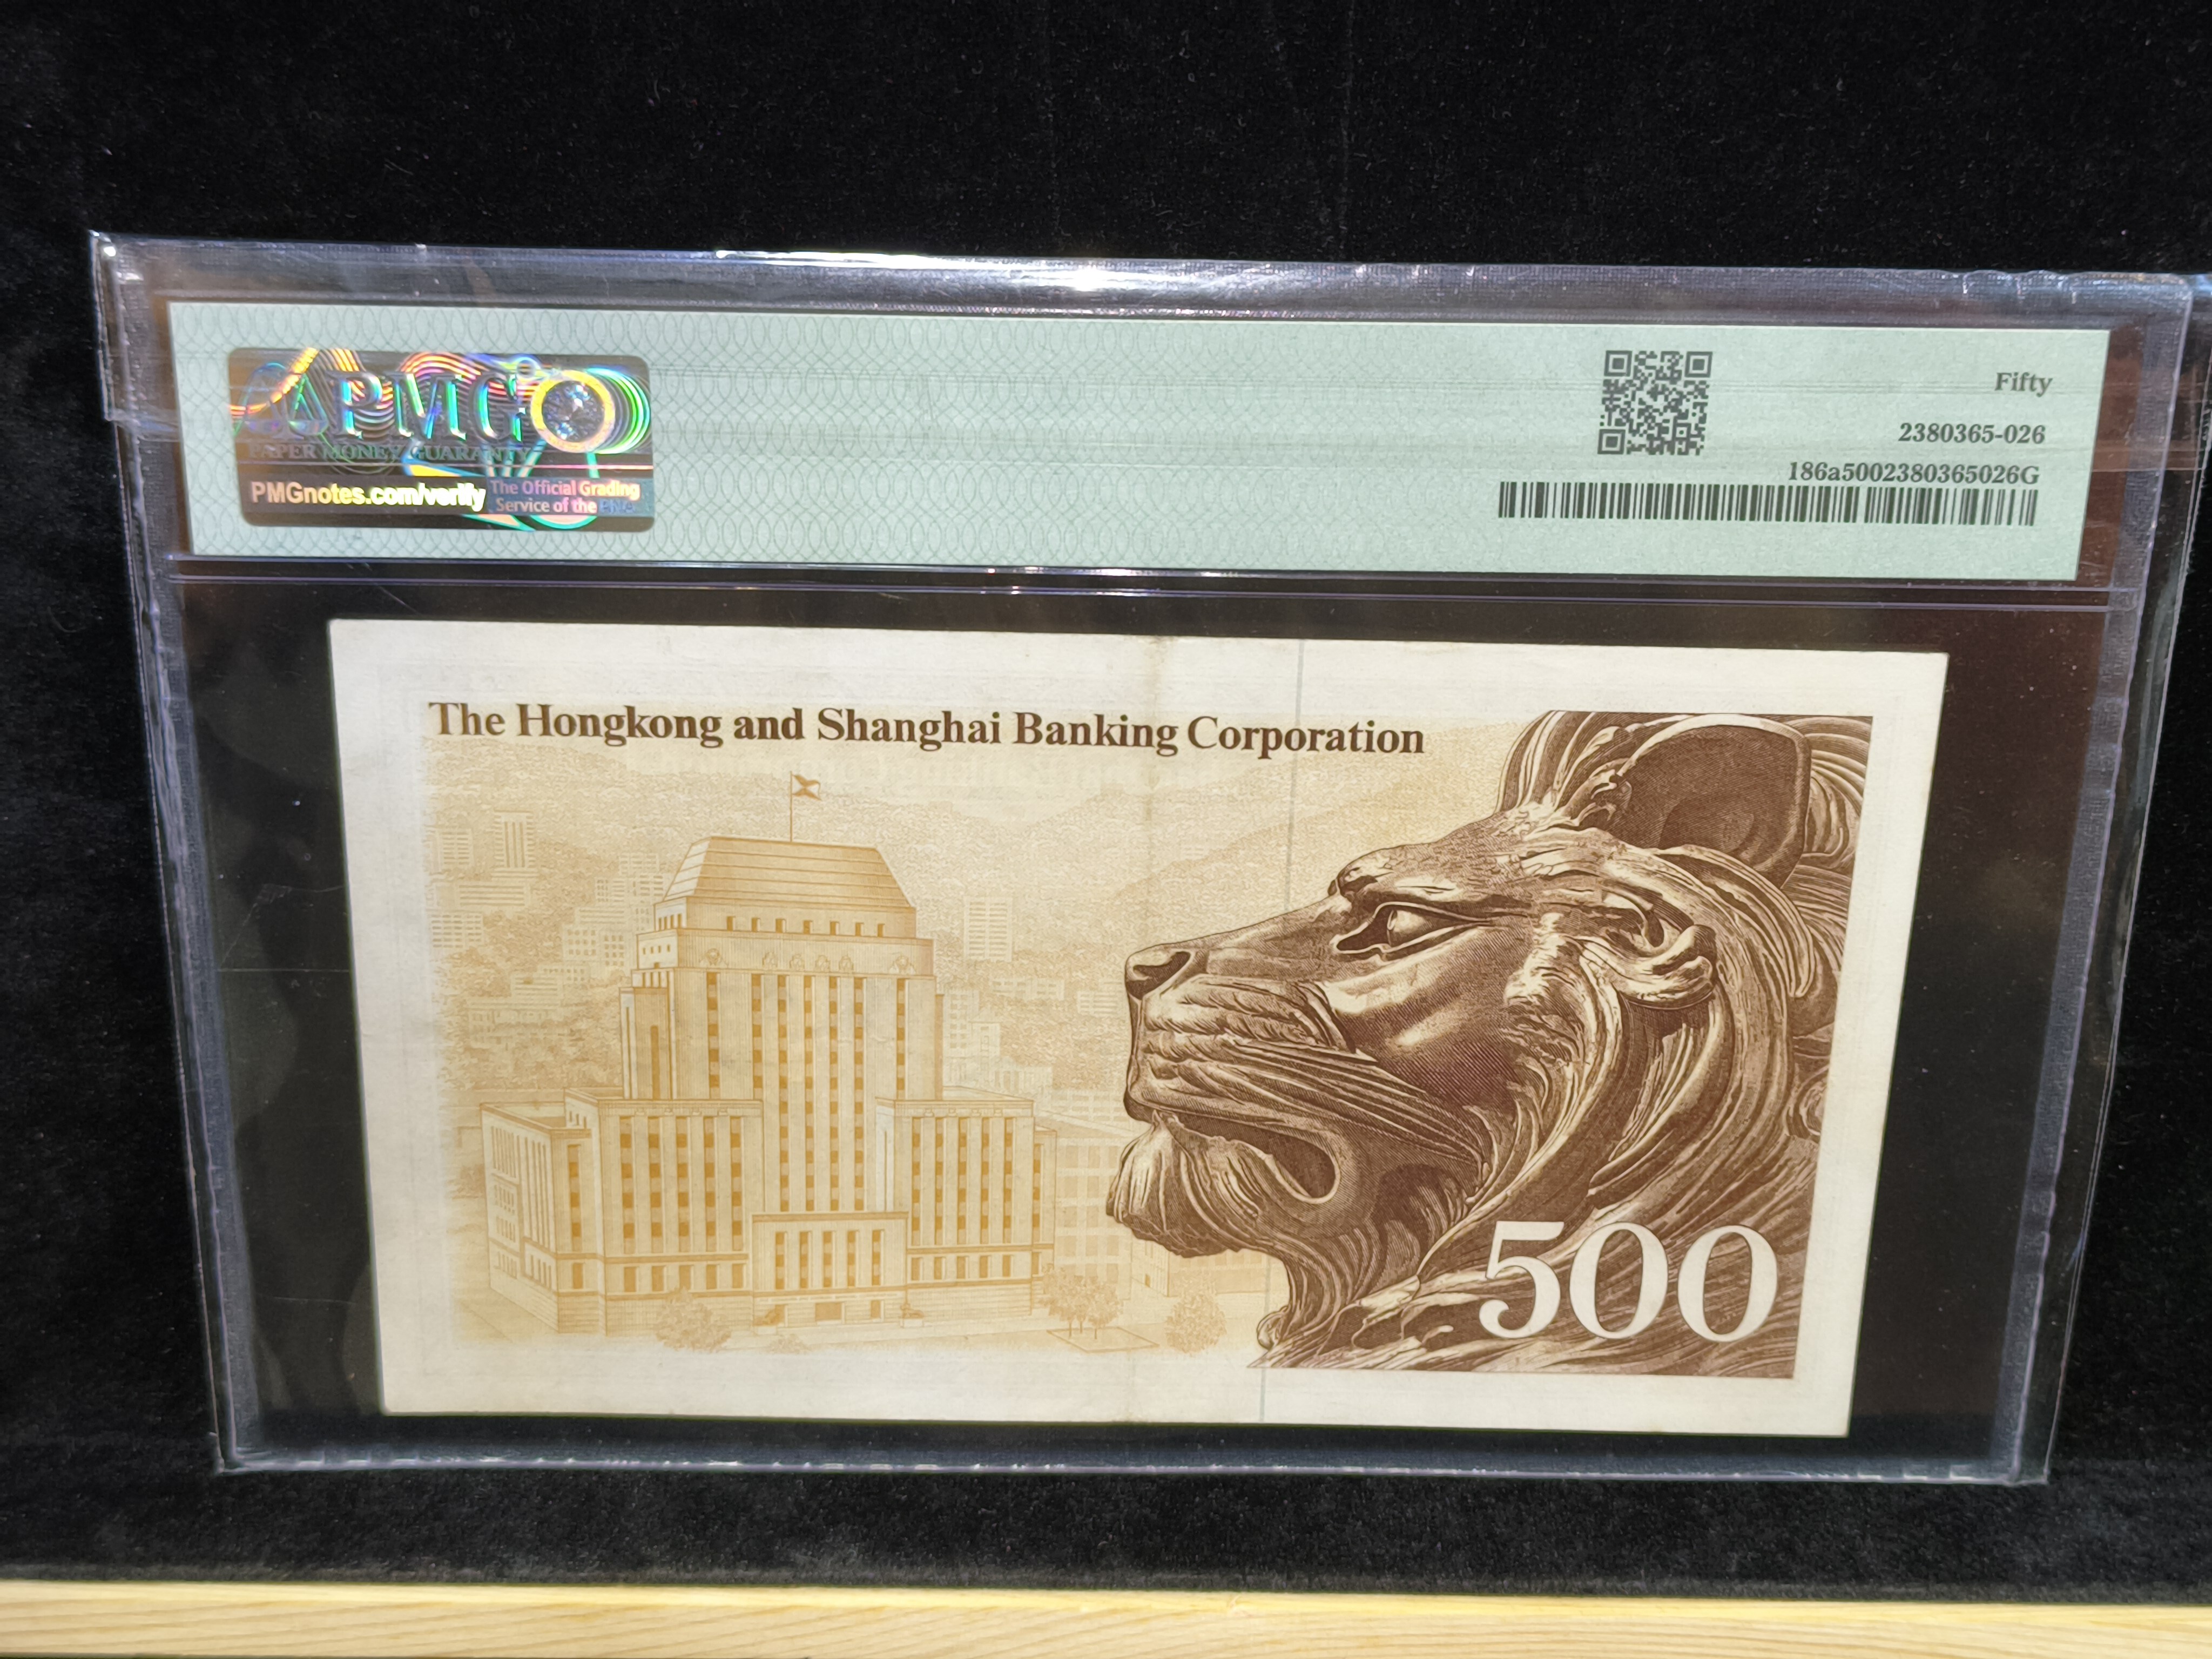 PMG
PAPER MONEY GUARANTY
PMGnotes.com/verify
The Official Grading
Service of the PNG
Fifty
2380365-026
186a5002380365026G
The Hongkong and Shanghai Banking Corporation
500